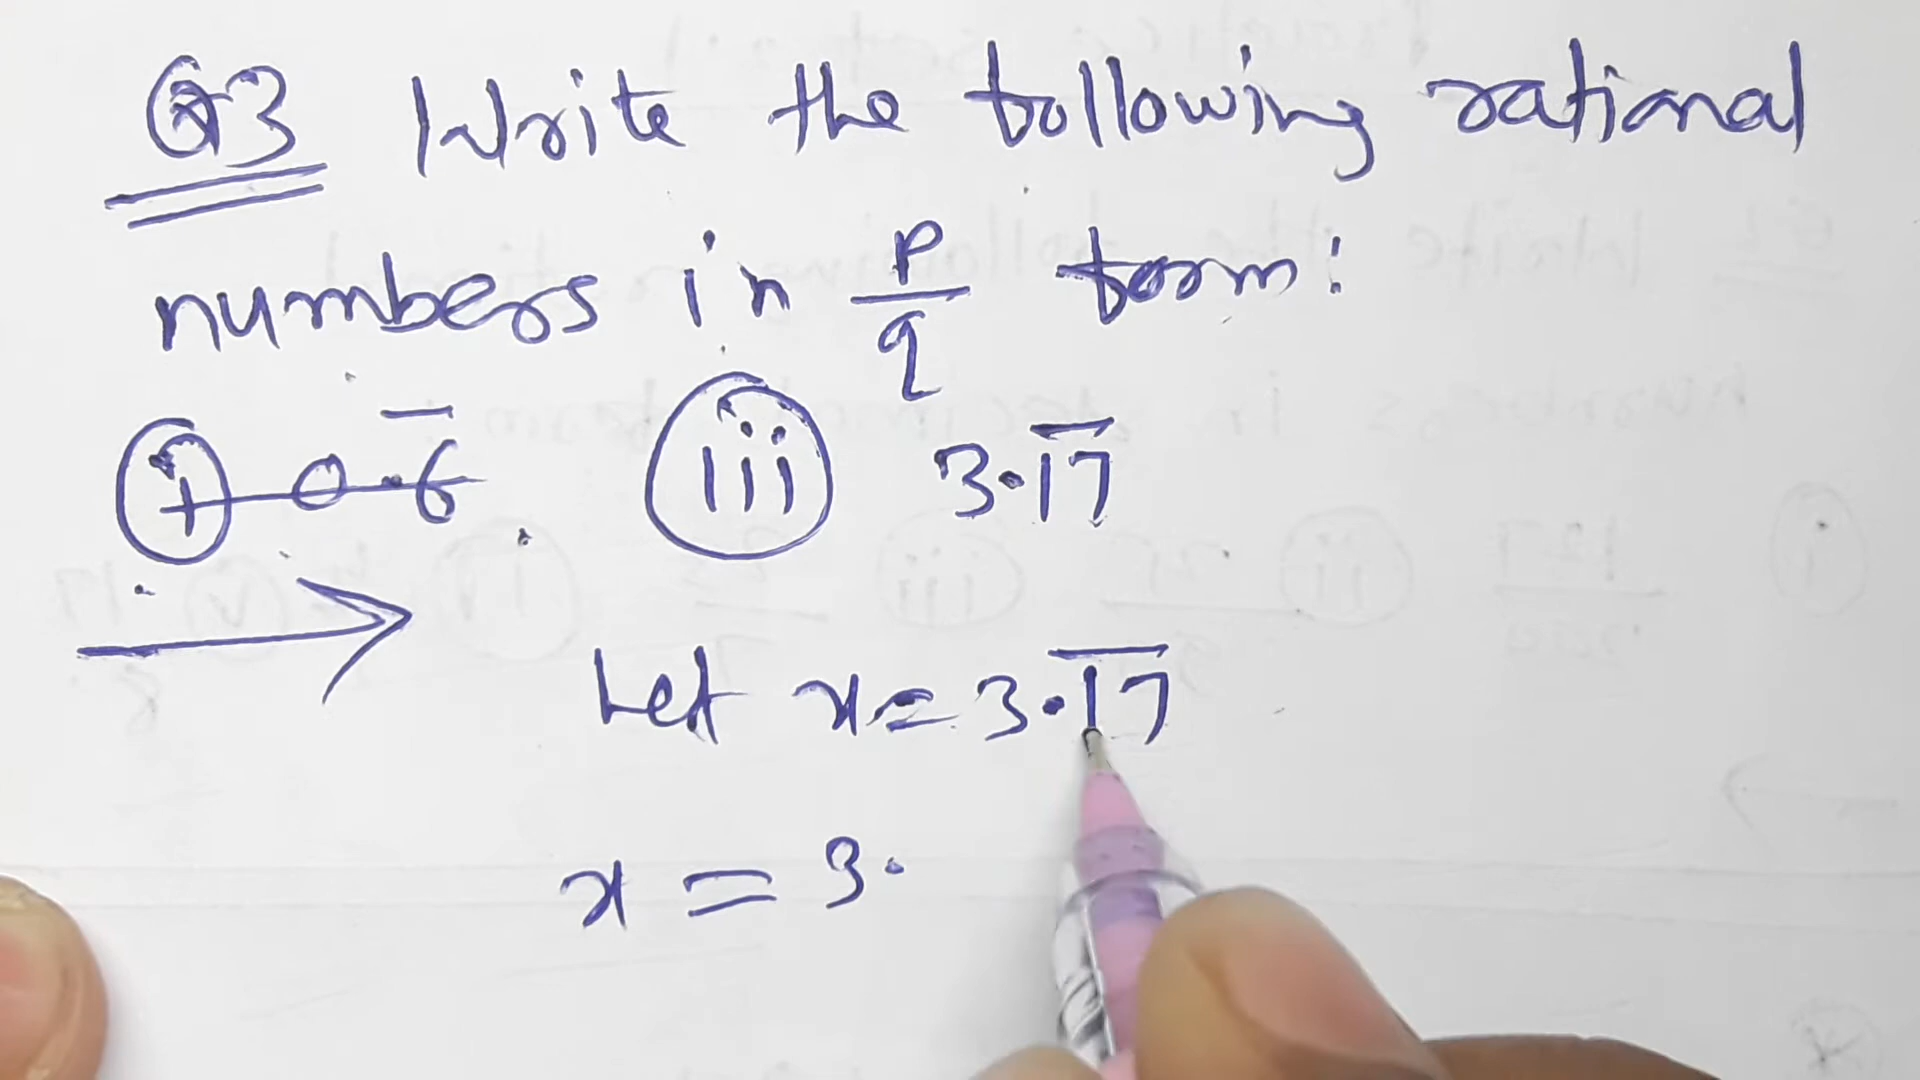 Q3 Write the following rational
numbers in p/q form:
i 0.6̅ iii 3.1̅7̅
Let x = 3.1̅7̅
x = 3.